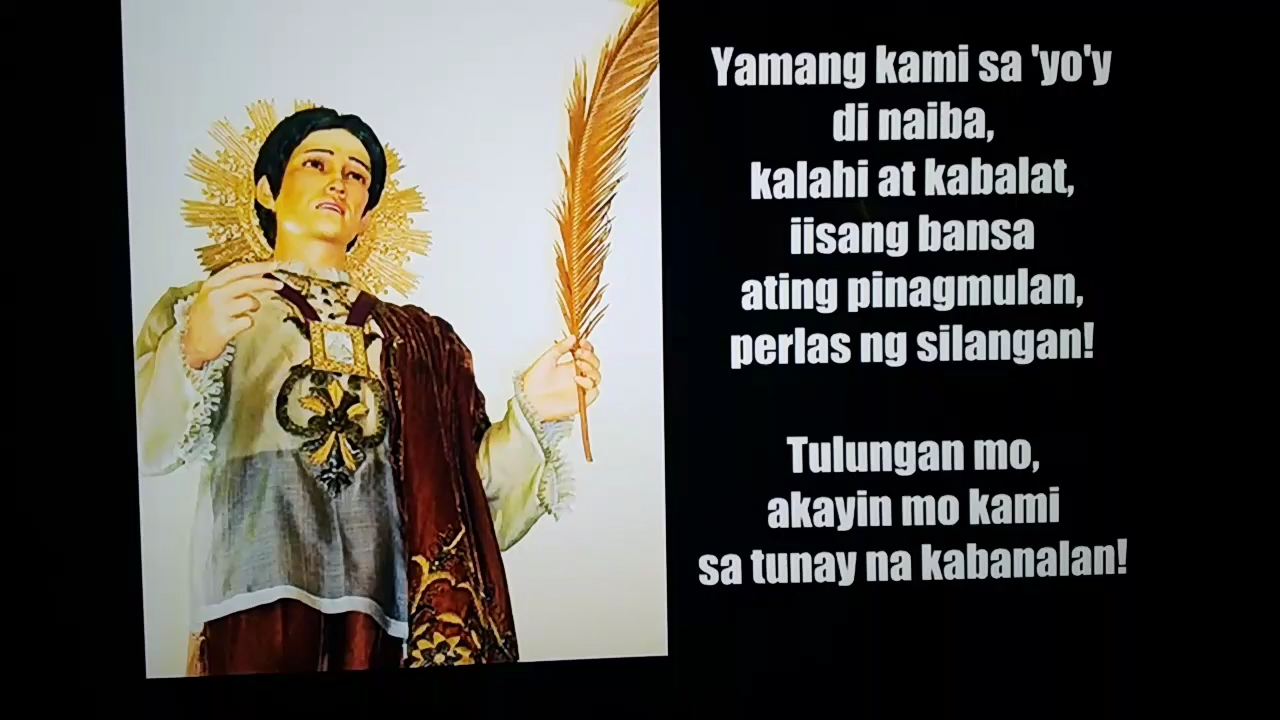 Yamang kami sa 'yo'y
di naiba,
kalahi at kabalat,
iisang bansa
ating pinagmulan,
perlas ng silangan!
Tulungan mo,
akayin mo kami
sa tunay na kabanalan!